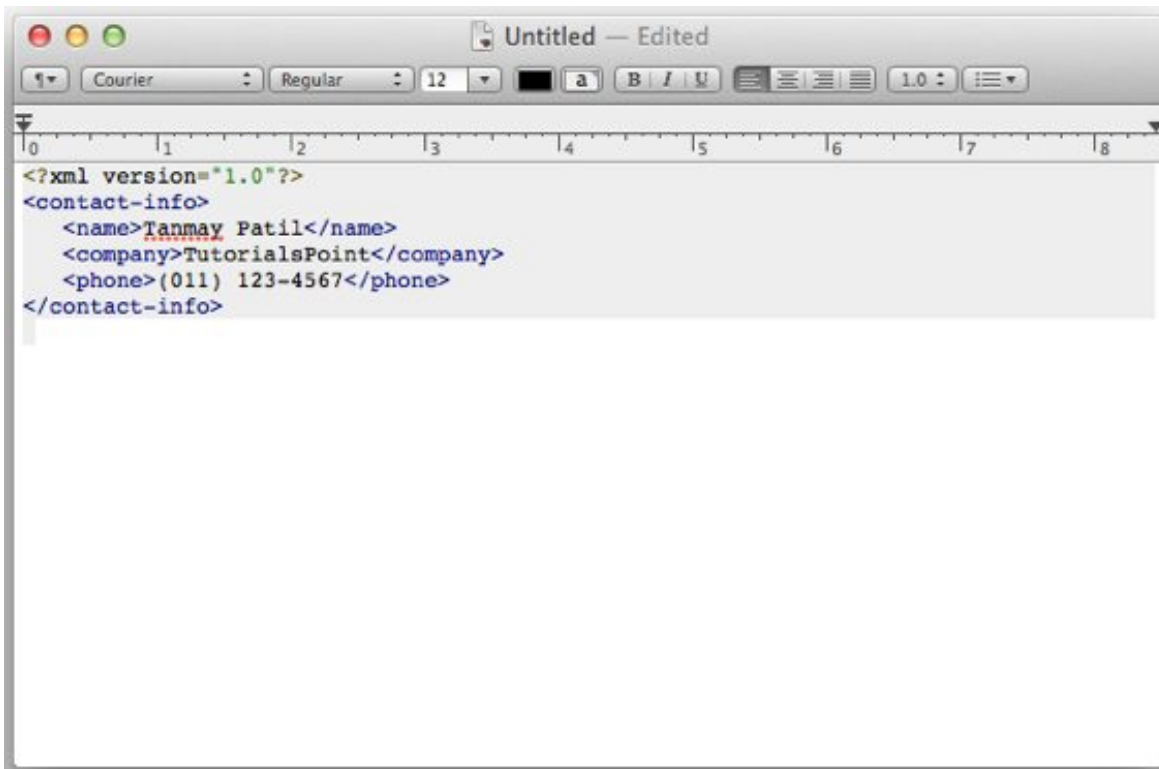 Untitled — Edited
¶ Courier Regular 12 a B I U 1.0
0 1 2 3 4 5 6 7 8
<?xml version="1.0"?>
<contact-info>
   <name>Tanmay Patil</name>
   <company>TutorialsPoint</company>
   <phone>(011) 123-4567</phone>
</contact-info>